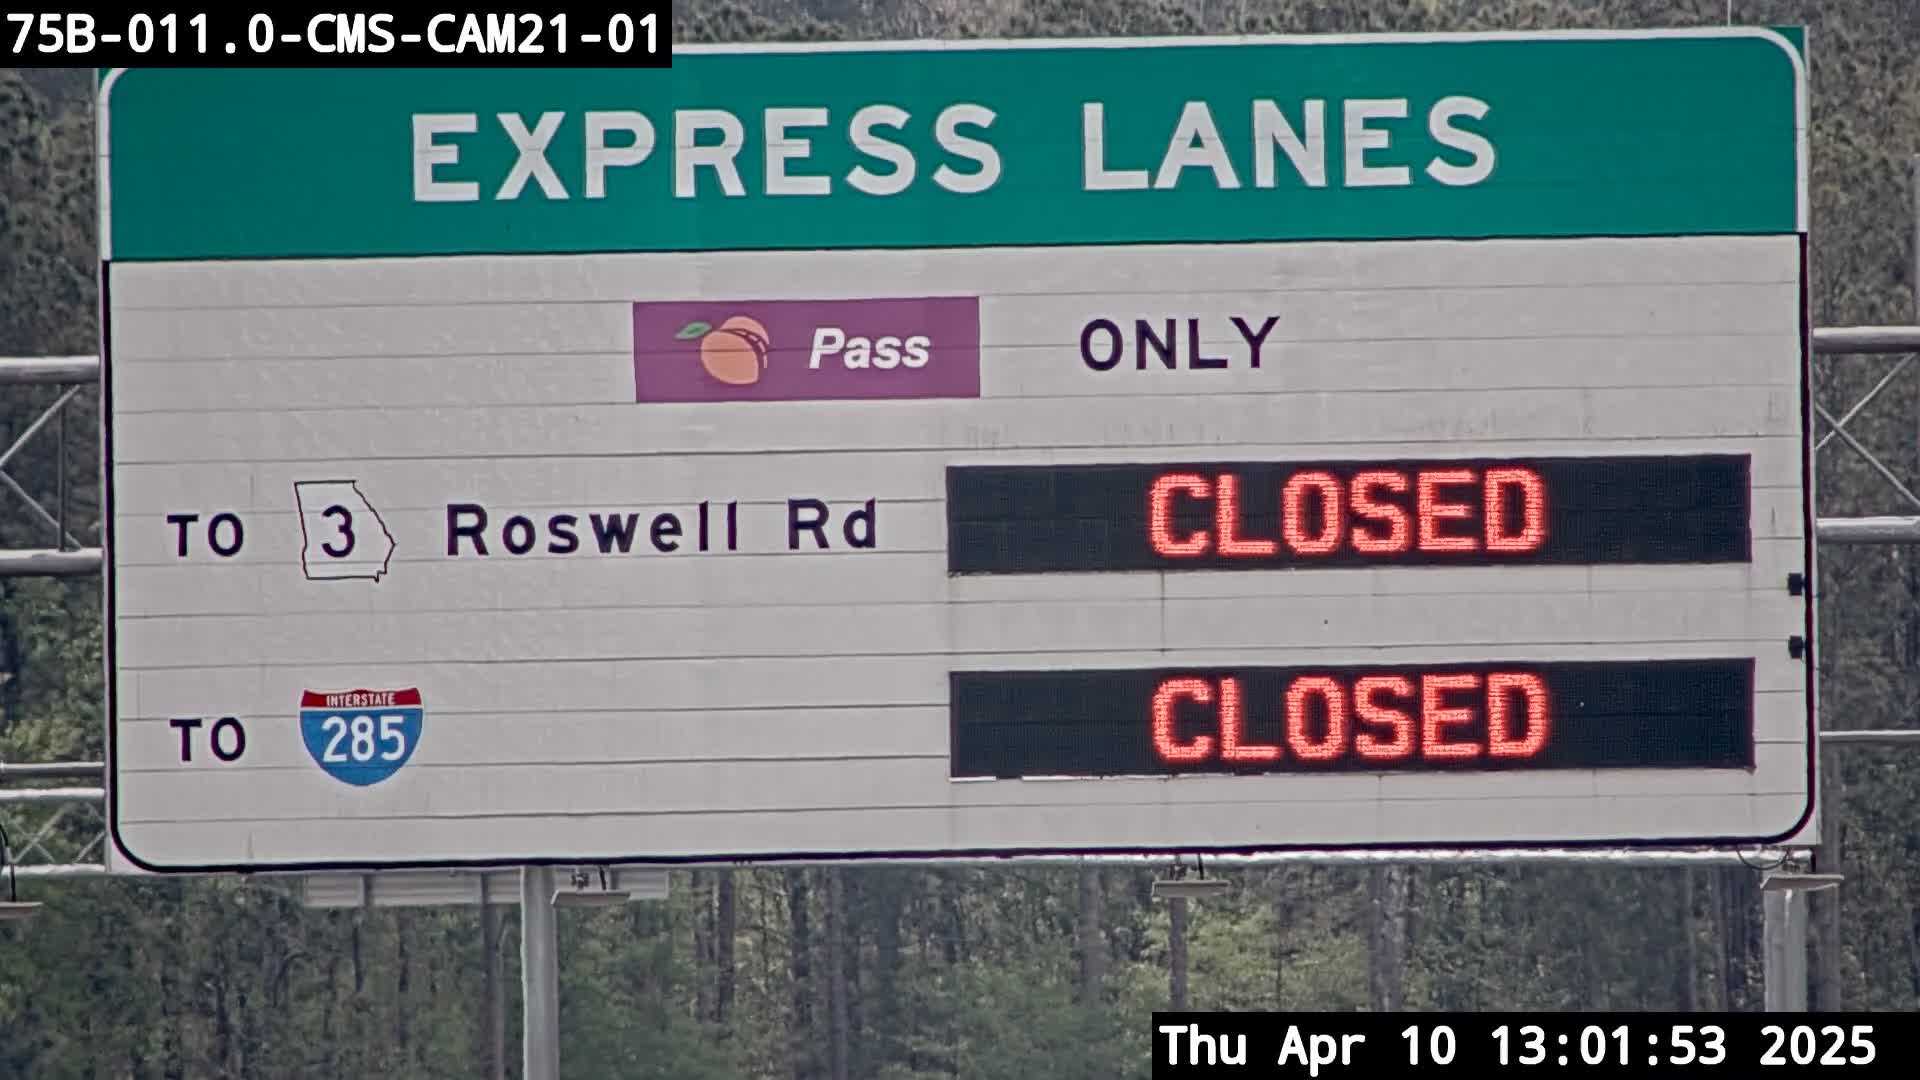 75B-011.0-CMS-CAM21-01
EXPRESS LANES
Pass ONLY
TO 3 Roswell Rd CLOSED
INTERSTATE
TO 285 CLOSED
Thu Apr 10 13:01:53 2025